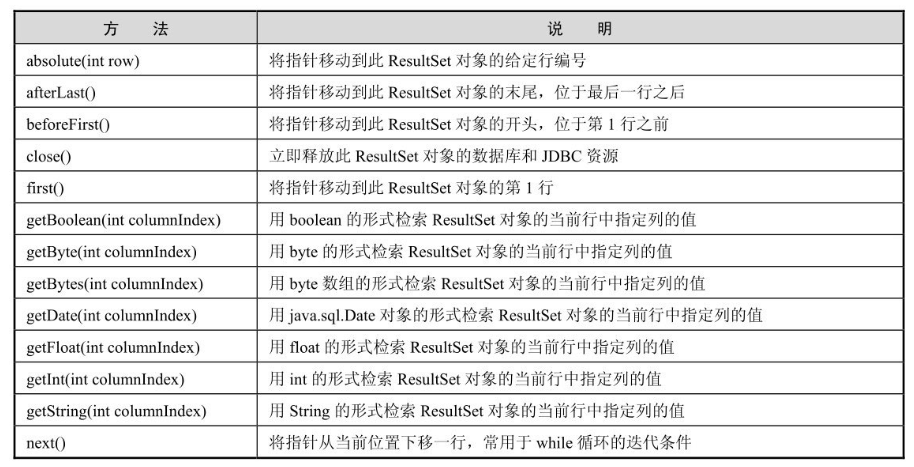 方 法 说 明
absolute(int row) 将指针移动到此 ResultSet 对象的给定行编号
afterLast() 将指针移动到此 ResultSet 对象的末尾，位于最后一行之后
beforeFirst() 将指针移动到此 ResultSet 对象的开头，位于第 1 行之前
close() 立即释放此 ResultSet 对象的数据库和 JDBC 资源
first() 将指针移动到此 ResultSet 对象的第 1 行
getBoolean(int columnIndex) 用 boolean 的形式检索 ResultSet 对象的当前行中指定列的值
getByte(int columnIndex) 用 byte 的形式检索 ResultSet 对象的当前行中指定列的值
getBytes(int columnIndex) 用 byte 数组的形式检索 ResultSet 对象的当前行中指定列的值
getDate(int columnIndex) 用 java.sql.Date 对象的形式检索 ResultSet 对象的当前行中指定列的值
getFloat(int columnIndex) 用 float 的形式检索 ResultSet 对象的当前行中指定列的值
getInt(int columnIndex) 用 int 的形式检索 ResultSet 对象的当前行中指定列的值
getString(int columnIndex) 用 String 的形式检索 ResultSet 对象的当前行中指定列的值
next() 将指针从当前位置下移一行，常用于 while 循环的迭代条件